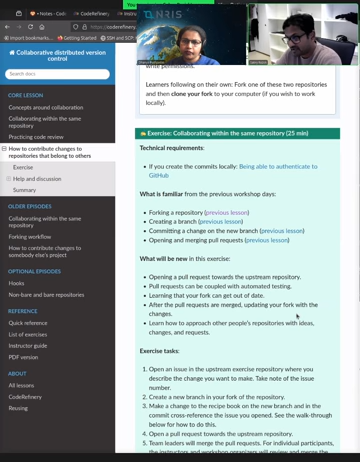 NRIS
« Notes - Cod
Code Refinery
Instru
https://coderefinery.
Import bookmarks...
Getting Started
SSH and SCP
Collaborative distributed version
control
Search docs
CORE LESSON
Concepts around collaboration
Collaborating within the same
repository
Practicing code review
How to contribute changes to
repositories that belong to others
Exercise
Help and discussion
Summary
OLDER EPISODES
Collaborating within the same
repository
Forking workflow
How to contribute changes to
somebody else's project
OPTIONAL EPISODES
Hooks
Non-bare and bare repositories
REFERENCE
Quick reference
List of exercises
Instructor guide
PDF version
ABOUT
All lessons
CodeRefinery
Reusing
write permissions.
Learners following on their own: Fork one of these two repositories
and then clone your fork to your computer (if you wish to work
locally).
Exercise: Collaborating within the same repository (25 min)
Technical requirements:
• If you create the commits locally: Being able to authenticate to
GitHub
What is familiar from the previous workshop days:
• Forking a repository (previous lesson)
• Creating a branch (previous lesson)
• Committing a change on the new branch (previous lesson)
• Opening and merging pull requests (previous lesson)
What will be new in this exercise:
• Opening a pull request towards the upstream repository.
• Pull requests can be coupled with automated testing.
• Learning that your fork can get out of date.
• After the pull requests are merged, updating your fork with the
changes.
• Learn how to approach other people's repositories with ideas,
changes, and requests.
Exercise tasks:
1. Open an issue in the upstream exercise repository where you
describe the change you want to make. Take note of the issue
number.
2. Create a new branch in your fork of the repository.
3. Make a change to the recipe book on the new branch and in the
commit cross-reference the issue you opened. See the walk-through
below for how to do this.
4. Open a pull request towards the upstream repository.
5. Team leaders will merge the pull requests. For individual participants,
the instructors and workshop organizers will review and merge the